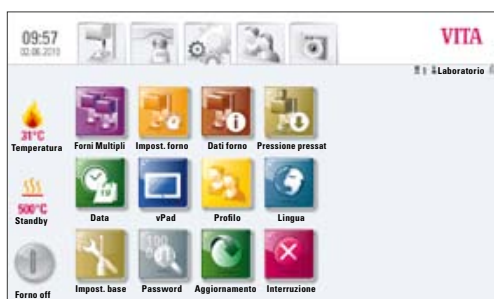 09:57
02.06.2010
VITA
Laboratorio
31°C
Temperatura
Forni Multipli
Impost. forno
Dati forno
Pressione pressat
500°C
Standby
Data
vPad
Profilo
Lingua
Forno off
Impost. base
Password
Aggiornamento
Interruzione